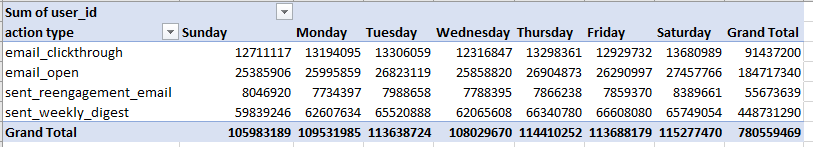 Sum of user_id
action type Sunday Monday Tuesday Wednesday Thursday Friday Saturday Grand Total
email_clickthrough 12711117 13194095 13306059 12316847 13298361 12929732 13680989 91437200
email_open 25385906 25995859 26823119 25858820 26904873 26290997 27457766 184717340
sent_reengagement_email 8046920 7734397 7988658 7788395 7866238 7859370 8389661 55673639
sent_weekly_digest 59839246 62607634 65520888 62065608 66340780 66608080 65749054 448731290
Grand Total 105983189 109531985 113638724 108029670 114410252 113688179 115277470 780559469